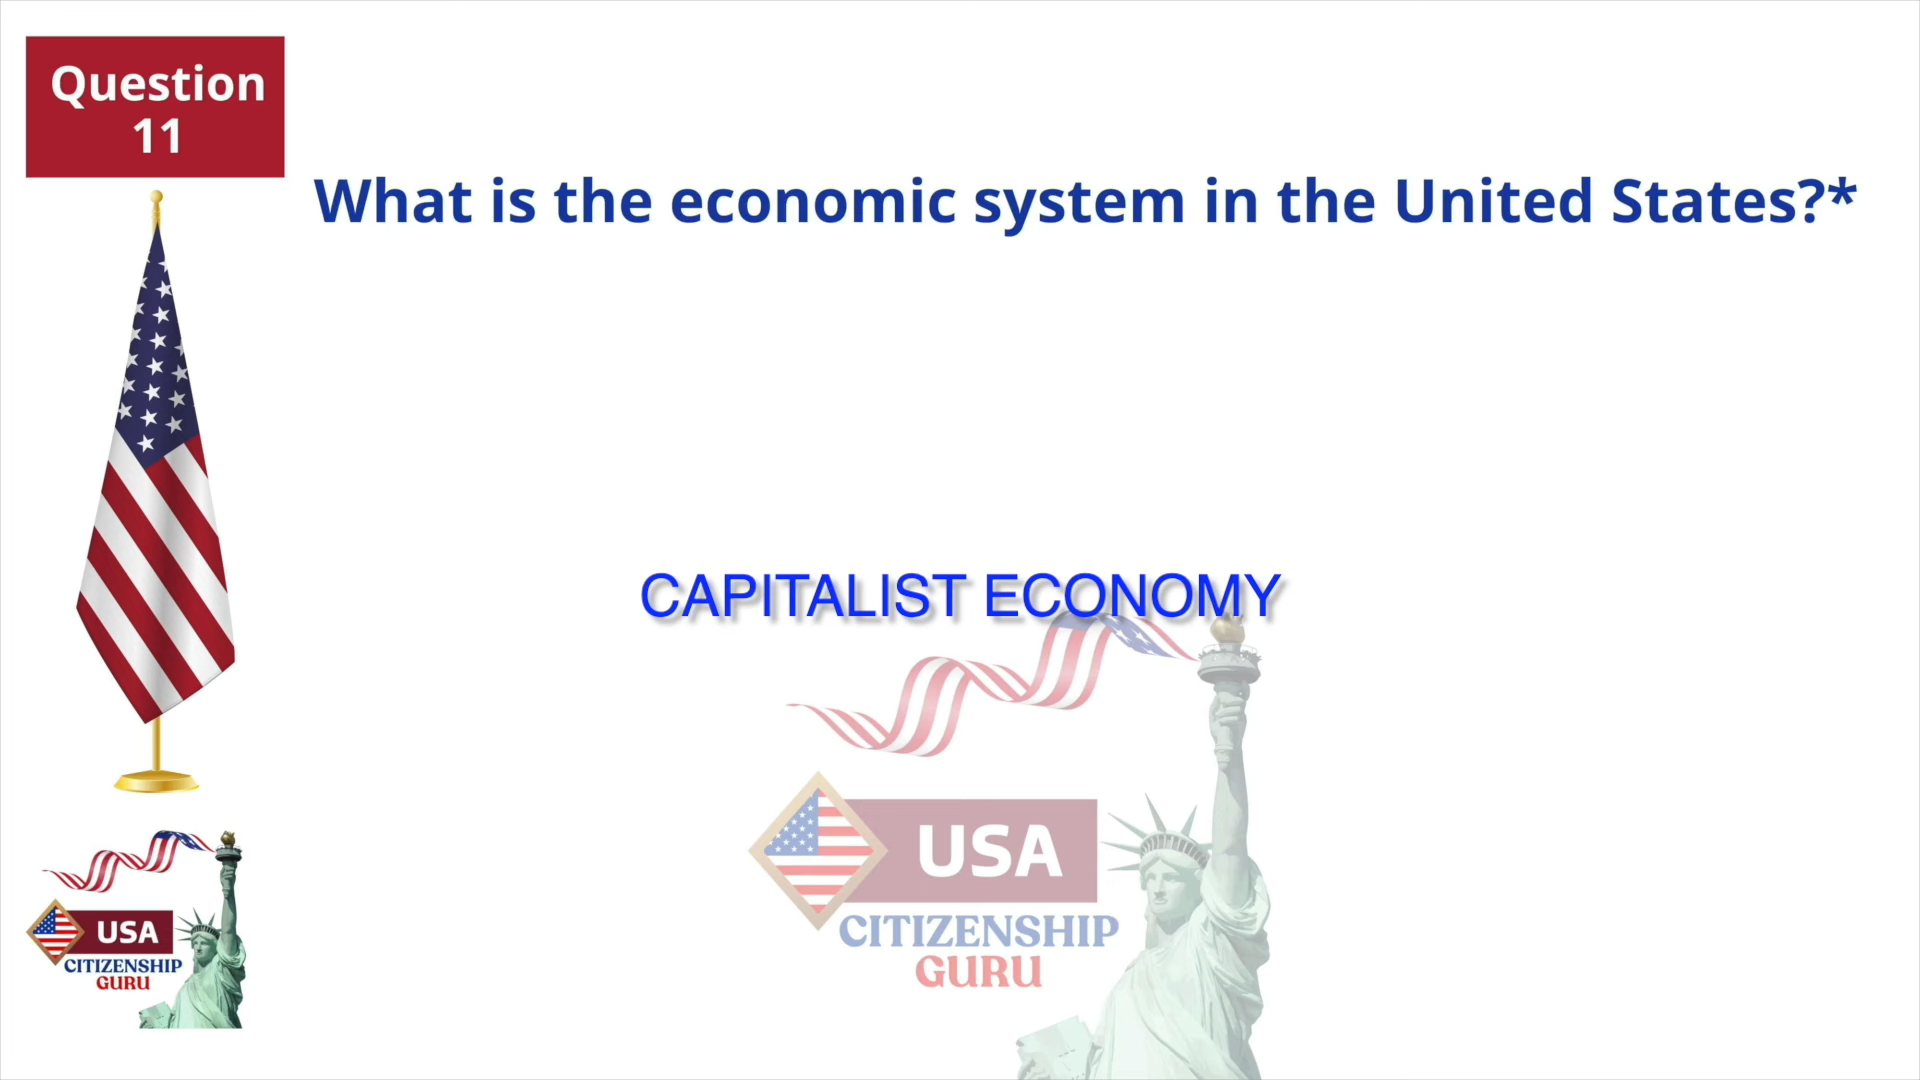 Question
11
What is the economic system in the United States?*
CAPITALIST ECONOMY
USA
CITIZENSHIP
GURU
USA
CITIZENSHIP
GURU